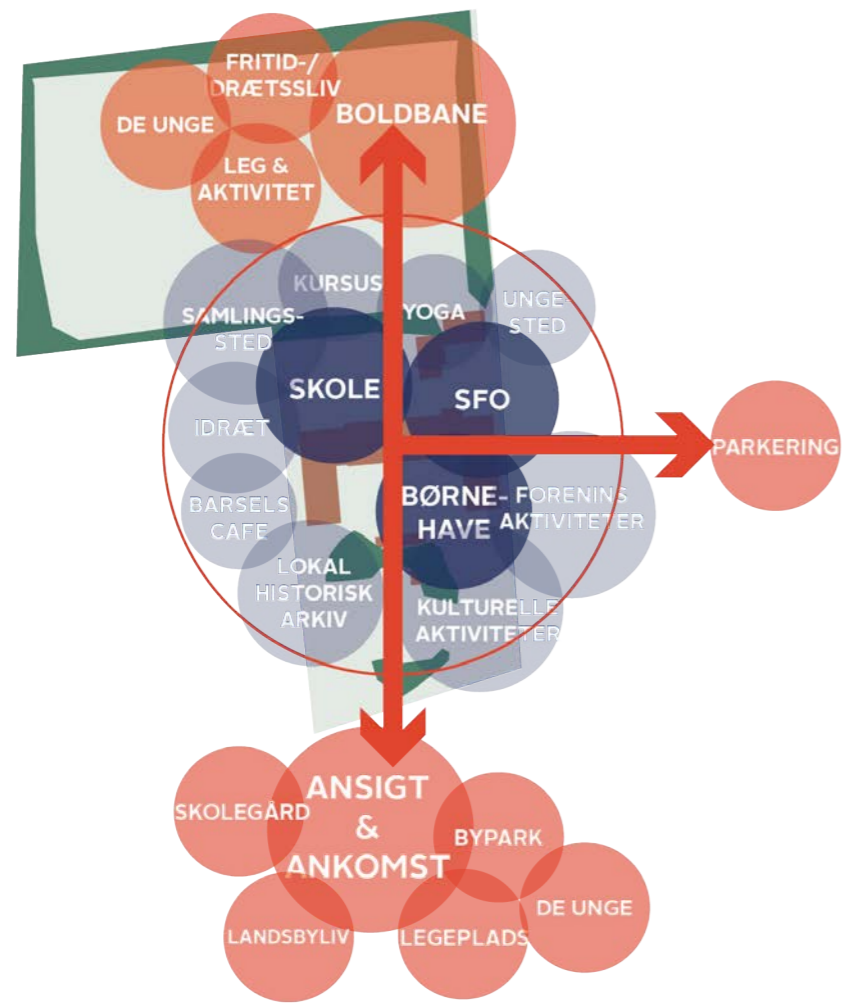 FRITID-/
IDRÆTSSLIV
BOLDBANE
DE UNGE
LEG &
AKTIVITET
KURSUS
SAMLINGS-
STED
YOGA
UNGE-
STED
SKOLE
SFO
IDRÆT
PARKERING
BARSELS
CAFE
BØRNE-
HAVE
FORENINS
AKTIVITETER
LOKAL
HISTORISK
ARKIV
KULTURELLE
AKTIVITETER
ANSIGT
&
ANKOMST
SKOLEGÅRD
BYPARK
DE UNGE
LANDSBYLIV
LEGEPLADS